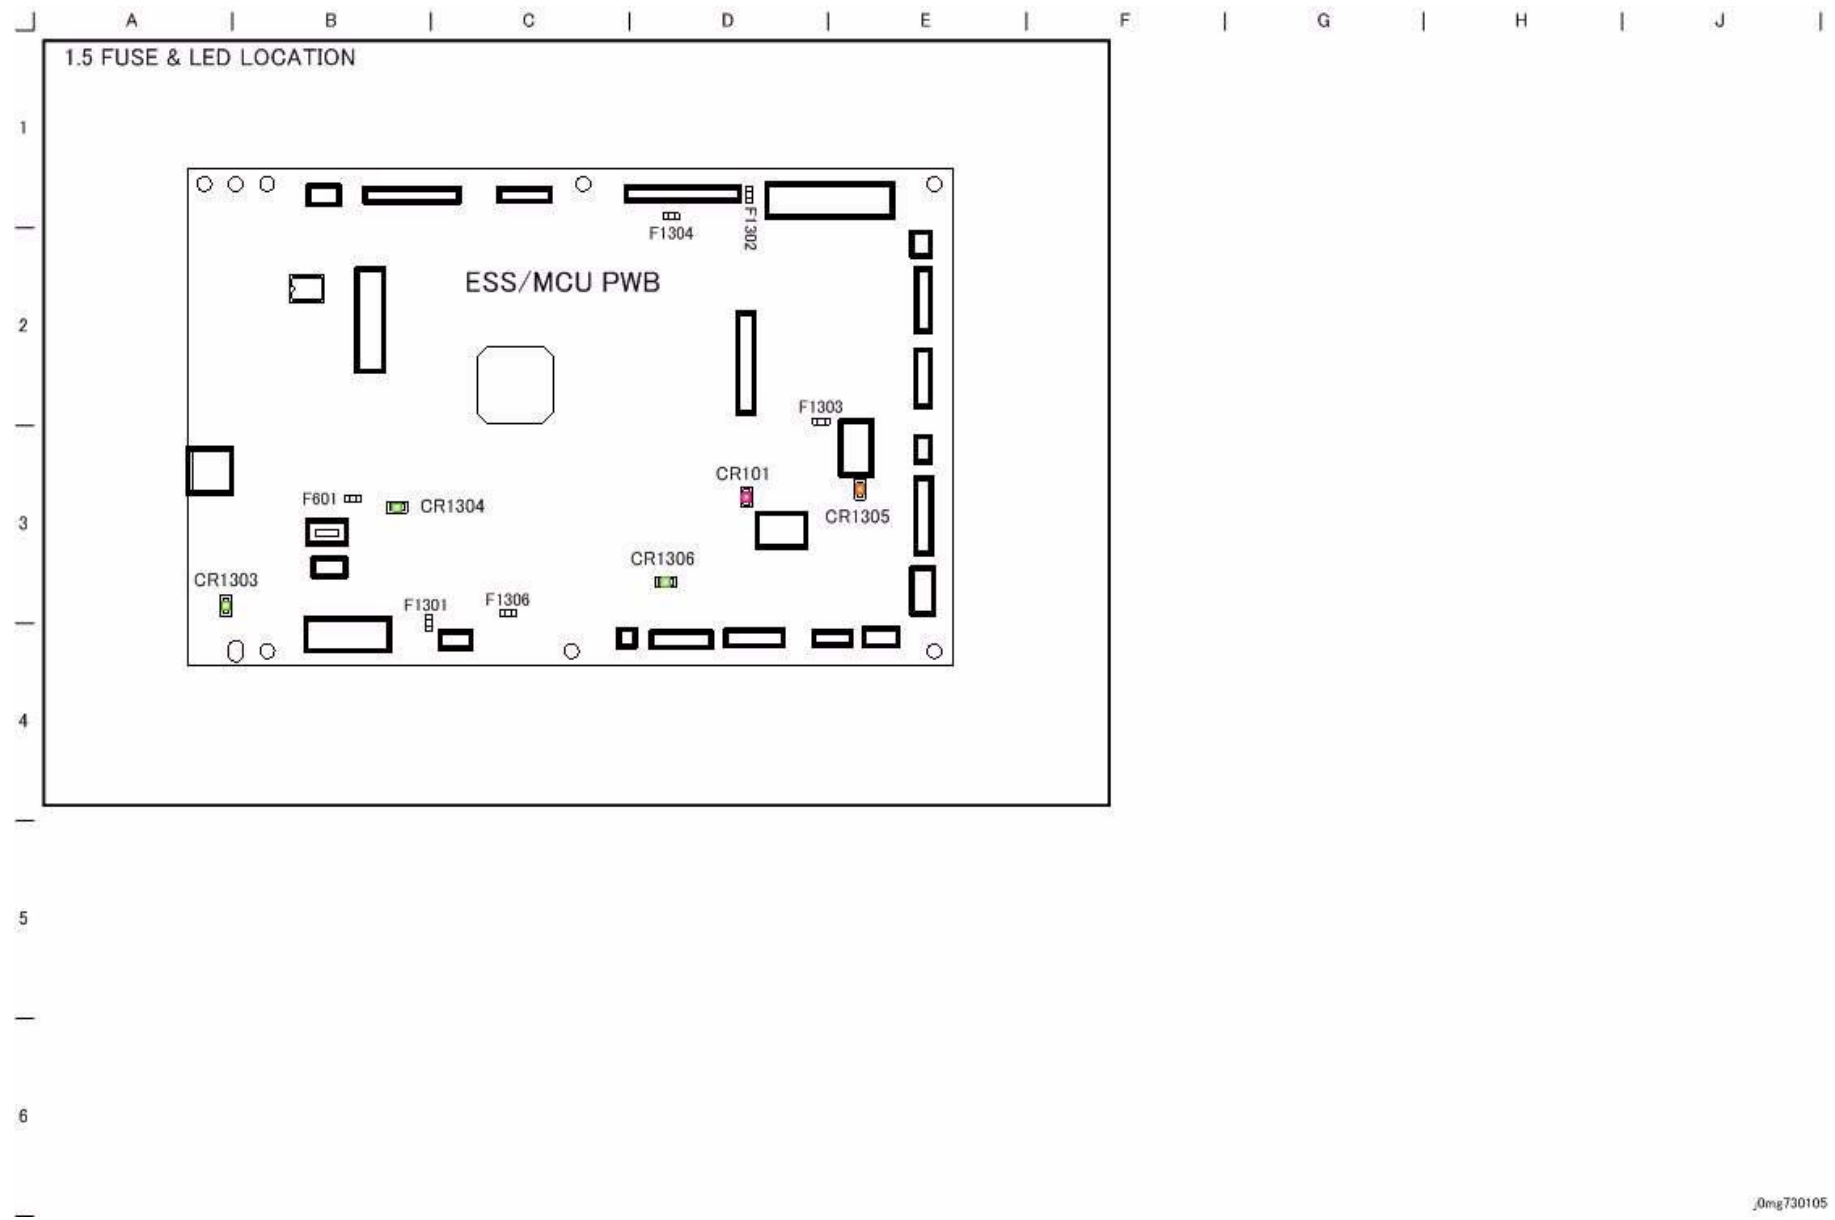 A | B | C | D | E | F | G | H | J |
1.5 FUSE & LED LOCATION
1
F1304
F1302
ESS/MCU PWB
2
F1303
CR101
F601
CR1304
CR1305
3
CR1306
CR1303
F1301
F1306
4
5
6
j0mg730105